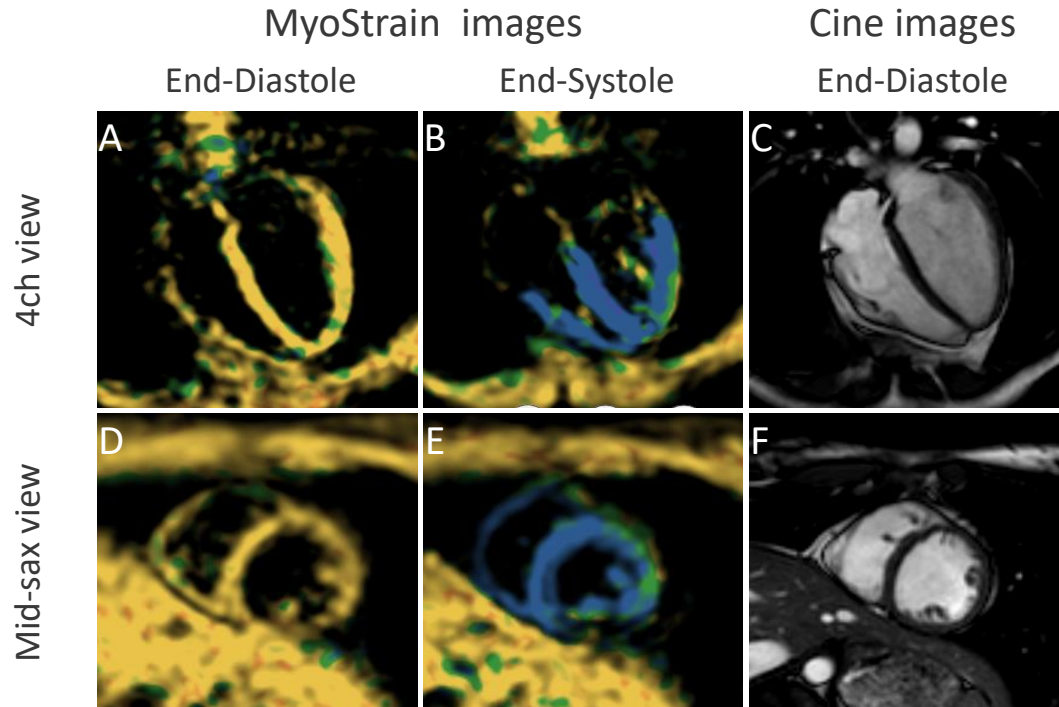 MyoStrain images
Cine images
End-Diastole
End-Systole
End-Diastole
4ch view
A
B
C
Mid-sax view
D
E
F